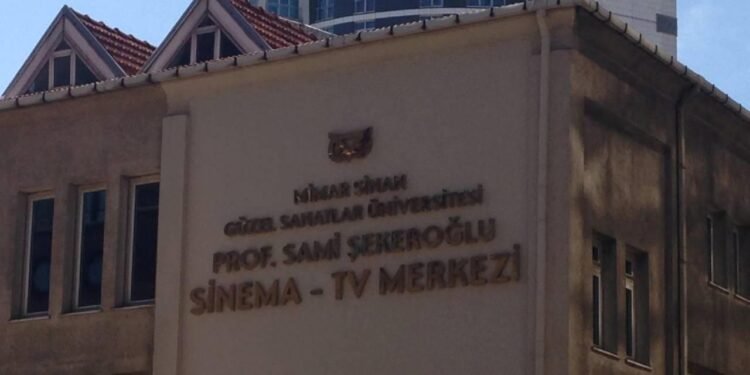 MİMAR SİNAN
GÜZEL SANATLAR ÜNİVERSİTESİ
PROF. SAMİ ŞEKEROĞLU
SİNEMA - TV MERKEZİ